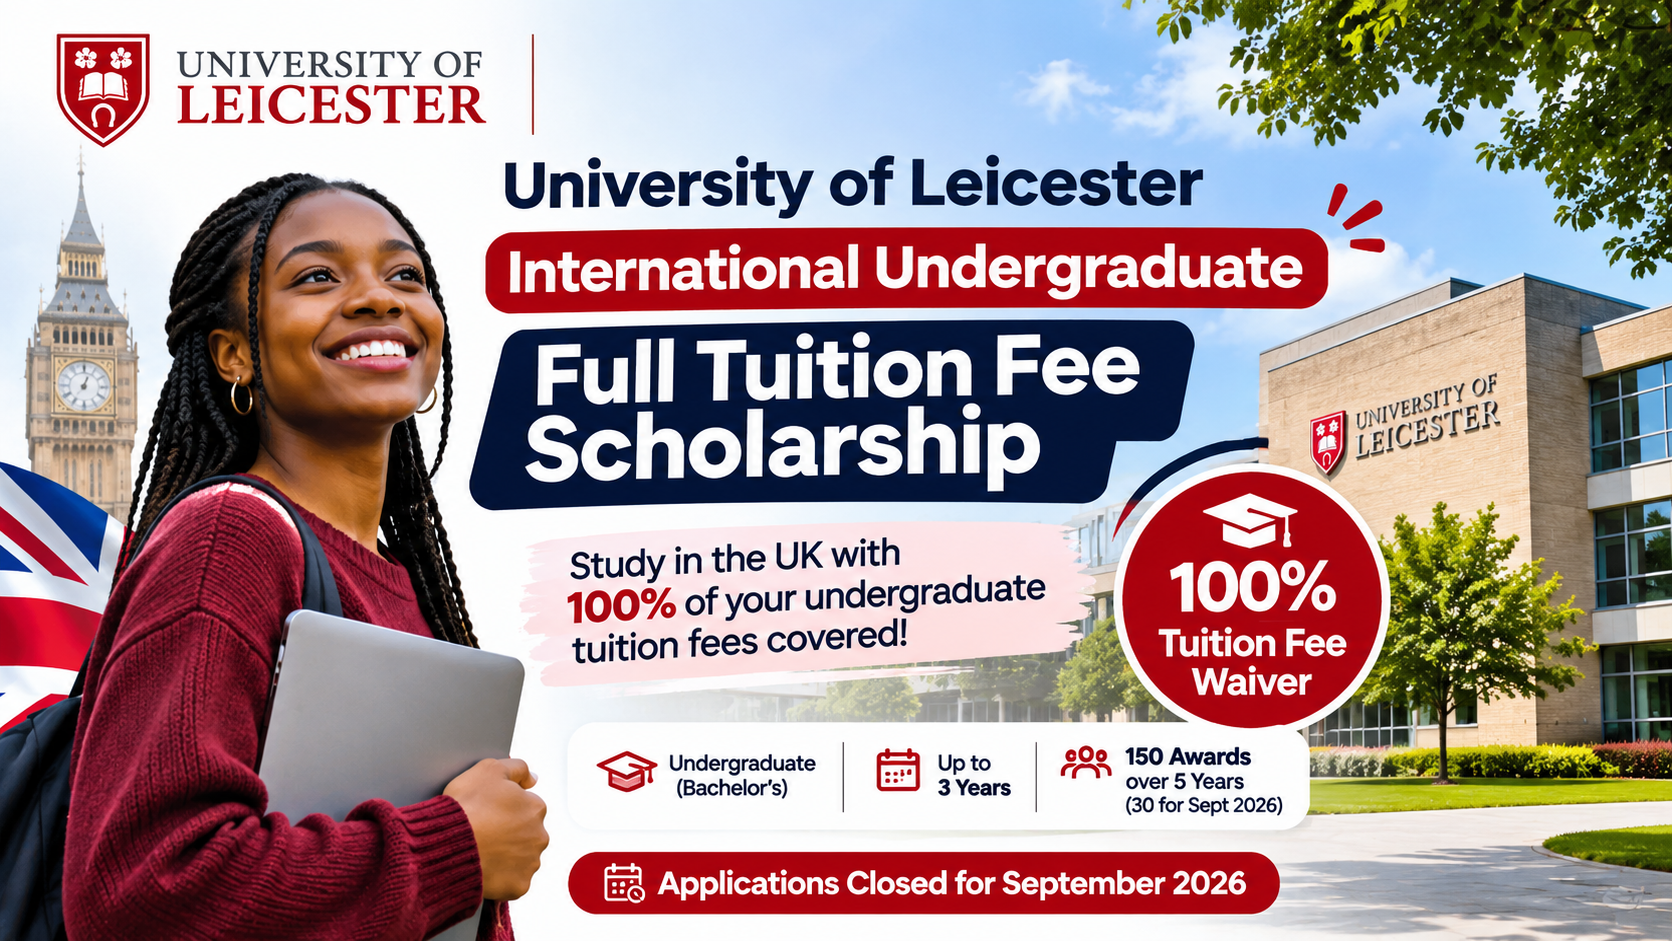 UNIVERSITY OF
LEICESTER
University of Leicester
International Undergraduate
Full Tuition Fee
Scholarship
Study in the UK with
100% of your undergraduate
tuition fees covered!
UNIVERSITY OF
LEICESTER
100%
Tuition Fee
Waiver
Undergraduate
(Bachelor's)
Up to
3 Years
150 Awards
over 5 Years
(30 for Sept 2026)
Applications Closed for September 2026